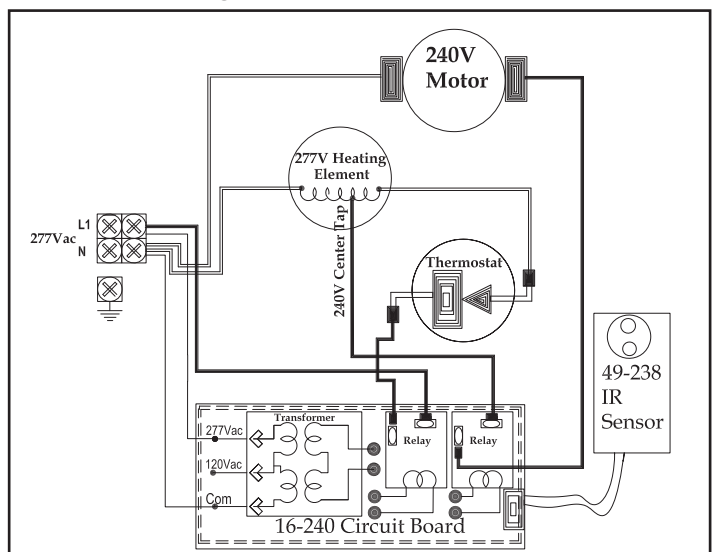 240V
Motor
277V Heating
Element
L1
277Vac
N
240V Center Tap
Thermostat
49-238
IR
Sensor
Transformer
277Vac
Relay
Relay
120Vac
Com
16-240 Circuit Board